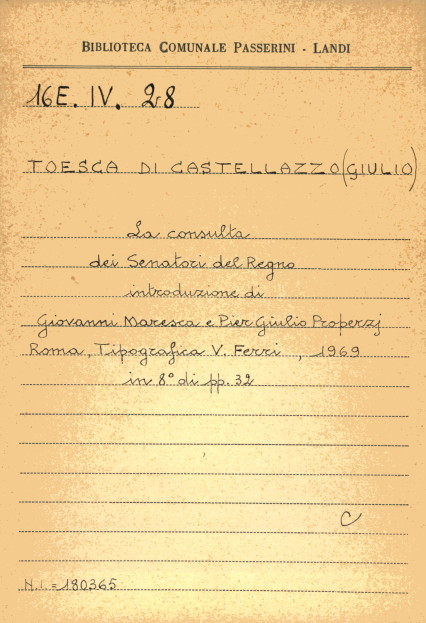 BIBLIOTECA COMUNALE PASSERINI - LANDI
16E. IV. 28
TOESCA DI CASTELLAZZO (GIULIO)
La consulta
dei Senatori del Regno
introduzione di
Giovanni Maresca e Pier Giulio Properzj
Roma, Tipografica V. Ferri, 1969
in 8° di pp. 32
C
N.I. = 180365